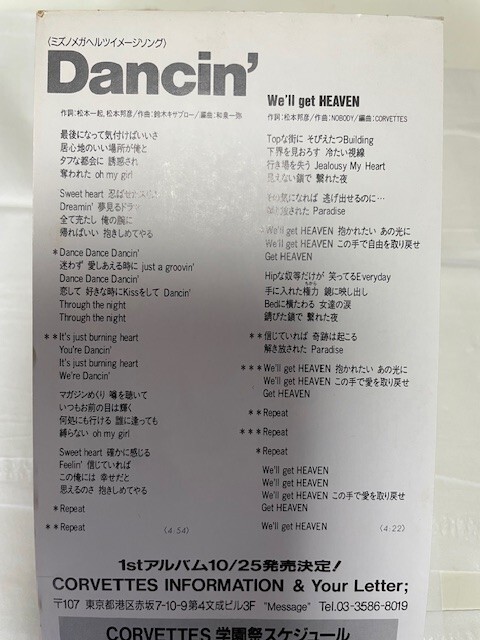 〈ミズノメガヘルツイメージソング〉
Dancin'
作詞:松本一起、松本邦彦/作曲:鈴木キサブロー/編曲:和泉一弥
最後になって気付けばいいさ
居心地のいい場所が俺と
タフな都会に 誘惑され
奪われた oh my girl
Sweet heart 忍ばせたスリル
Dreamin' 夢見るドラマ
全て充たし 俺の腕に
帰ればいい 抱きしめてやる
*Dance Dance Dancin'
迷わず 愛しあえる時に just a groovin'
Dance Dance Dancin'
恋して 好きな時にKissをして Dancin'
Through the night
Through the night
**It's just burning heart
You're Dancin'
It's just burning heart
We're Dancin'
マガジンめくり 噂を聴いて
いつもお前の目は輝く
何処にも行ける 誰に逢っても
縛らない oh my girl
Sweet heart 確かに感じる
Feelin' 信じていれば
この俺には 幸せだと
思えるのさ 抱きしめてやる
*Repeat
**Repeat
(4:54)
We'll get HEAVEN
作詞:松本邦彦/作曲:NOBODY/編曲:CORVETTES
Topな街に そびえたつBuilding
下界を見おろす 冷たい視線
行き場を失う Jealousy My Heart
見えない鎖で 繋れた夜
その気になれば 逃げ出せるのに…
解き放された Paradise
*We'll get HEAVEN 抱かれたい あの光に
We'll get HEAVEN この手で自由を取り戻せ
Get HEAVEN
Hipな奴等だけが 笑ってるEveryday
手に入れた権力 鏡に映し出し
ちから
Bedに横たわる 女達の涙
錆びた鎖で 繋れた夜
**信じていれば 奇跡は起こる
解き放された Paradise
***We'll get HEAVEN 抱かれたい あの光に
We'll get HEAVEN この手で愛を取り戻せ
Get HEAVEN
**Repeat
***Repeat
*Repeat
We'll get HEAVEN
We'll get HEAVEN
We'll get HEAVEN この手で愛を取り戻せ
Get HEAVEN
We'll get HEAVEN
(4:22)
1stアルバム10/25発売決定!
CORVETTES INFORMATION & Your Letter;
〒107 東京都港区赤坂7-10-9第4文成ビル3F "Message" Tel.03-3586-8019
CORVETTES 学園祭スケジュール